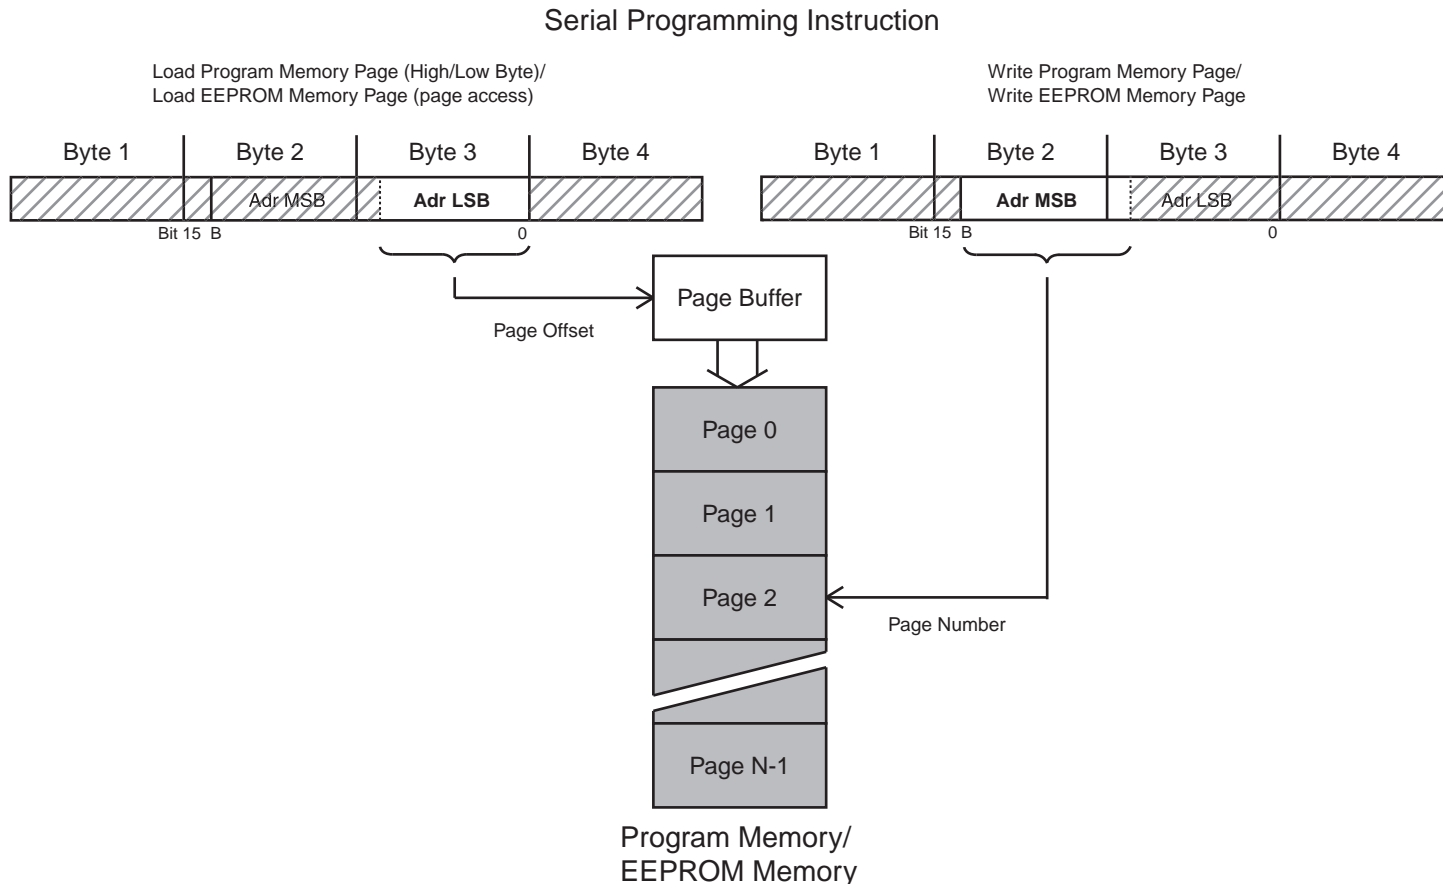 Serial Programming Instruction
Load Program Memory Page (High/Low Byte)/
Load EEPROM Memory Page (page access)
Write Program Memory Page/
Write EEPROM Memory Page
Byte 1 Byte 2 Byte 3 Byte 4
Byte 1 Byte 2 Byte 3 Byte 4
Adr MSB Adr LSB
Adr MSB Adr LSB
Bit 15 B 0
Bit 15 B 0
Page Buffer
Page Offset
Page 0
Page 1
Page 2
Page Number
Page N-1
Program Memory/
EEPROM Memory